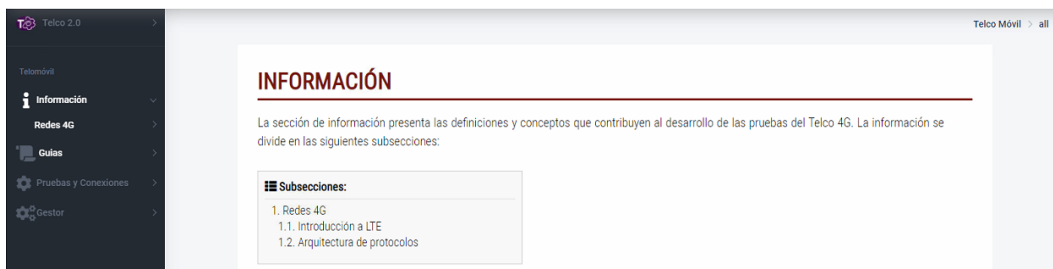 Telco 2.0
Telco Móvil > all
Telomóvil
Información
Redes 4G
Guias
Pruebas y Conexiones
Gestor
INFORMACIÓN
La sección de información presenta las definiciones y conceptos que contribuyen al desarrollo de las pruebas del Telco 4G. La información se
divide en las siguientes subsecciones:
Subsecciones:
1. Redes 4G
1.1. Introducción a LTE
1.2. Arquitectura de protocolos